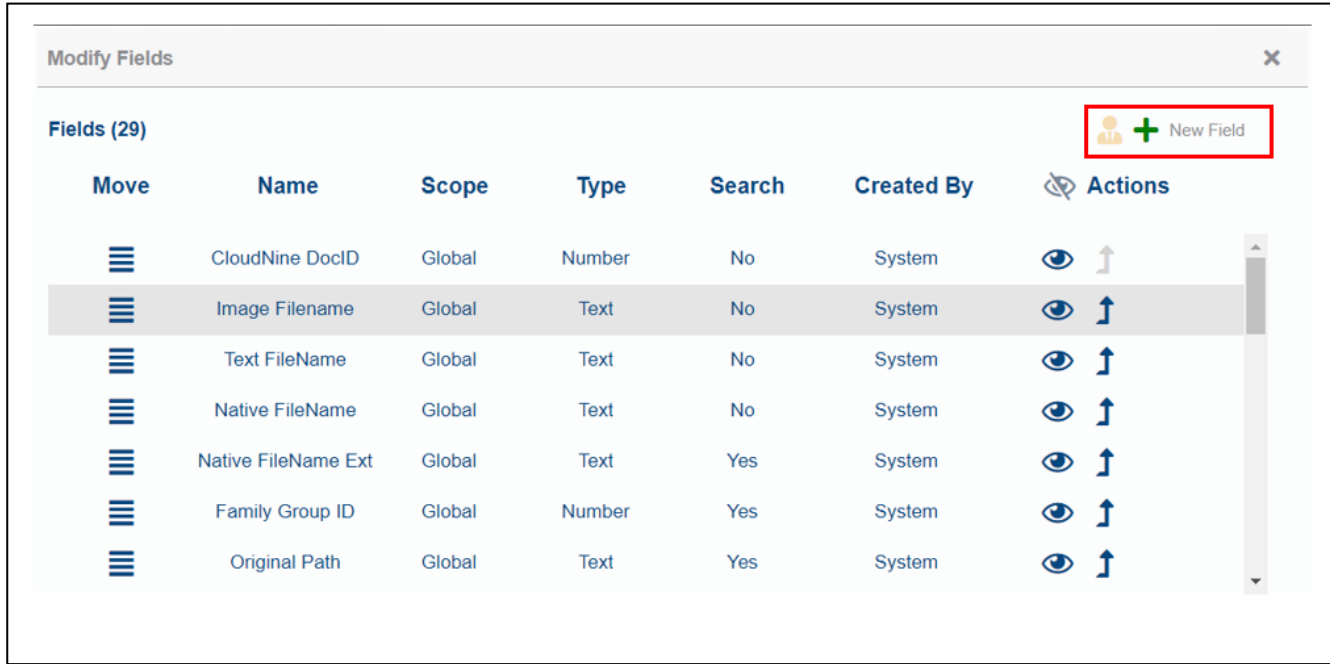 Modify Fields
Fields (29)
New Field
Move Name Scope Type Search Created By Actions
CloudNine DocID Global Number No System
Image Filename Global Text No System
Text FileName Global Text No System
Native FileName Global Text No System
Native FileName Ext Global Text Yes System
Family Group ID Global Number Yes System
Original Path Global Text Yes System